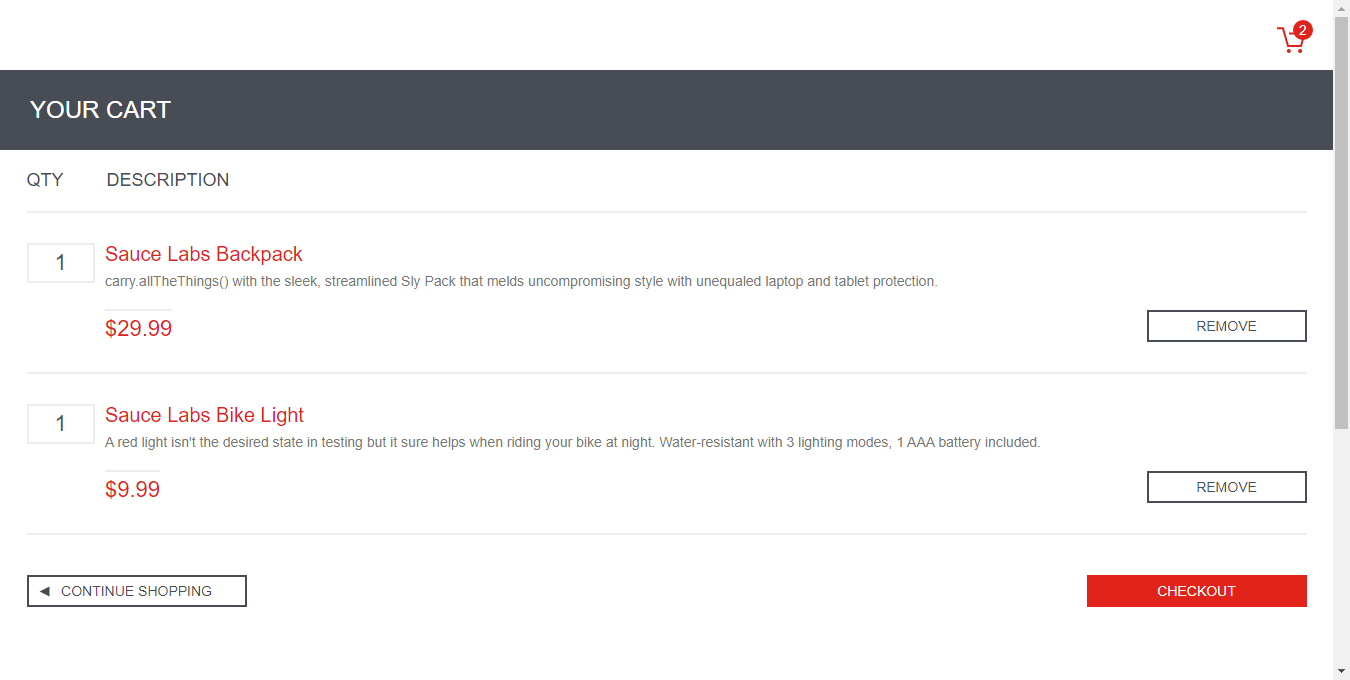 2
YOUR CART
QTY DESCRIPTION
1 Sauce Labs Backpack
carry.allTheThings() with the sleek, streamlined Sly Pack that melds uncompromising style with unequaled laptop and tablet protection.
$29.99 REMOVE
1 Sauce Labs Bike Light
A red light isn't the desired state in testing but it sure helps when riding your bike at night. Water-resistant with 3 lighting modes, 1 AAA battery included.
$9.99 REMOVE
CONTINUE SHOPPING CHECKOUT